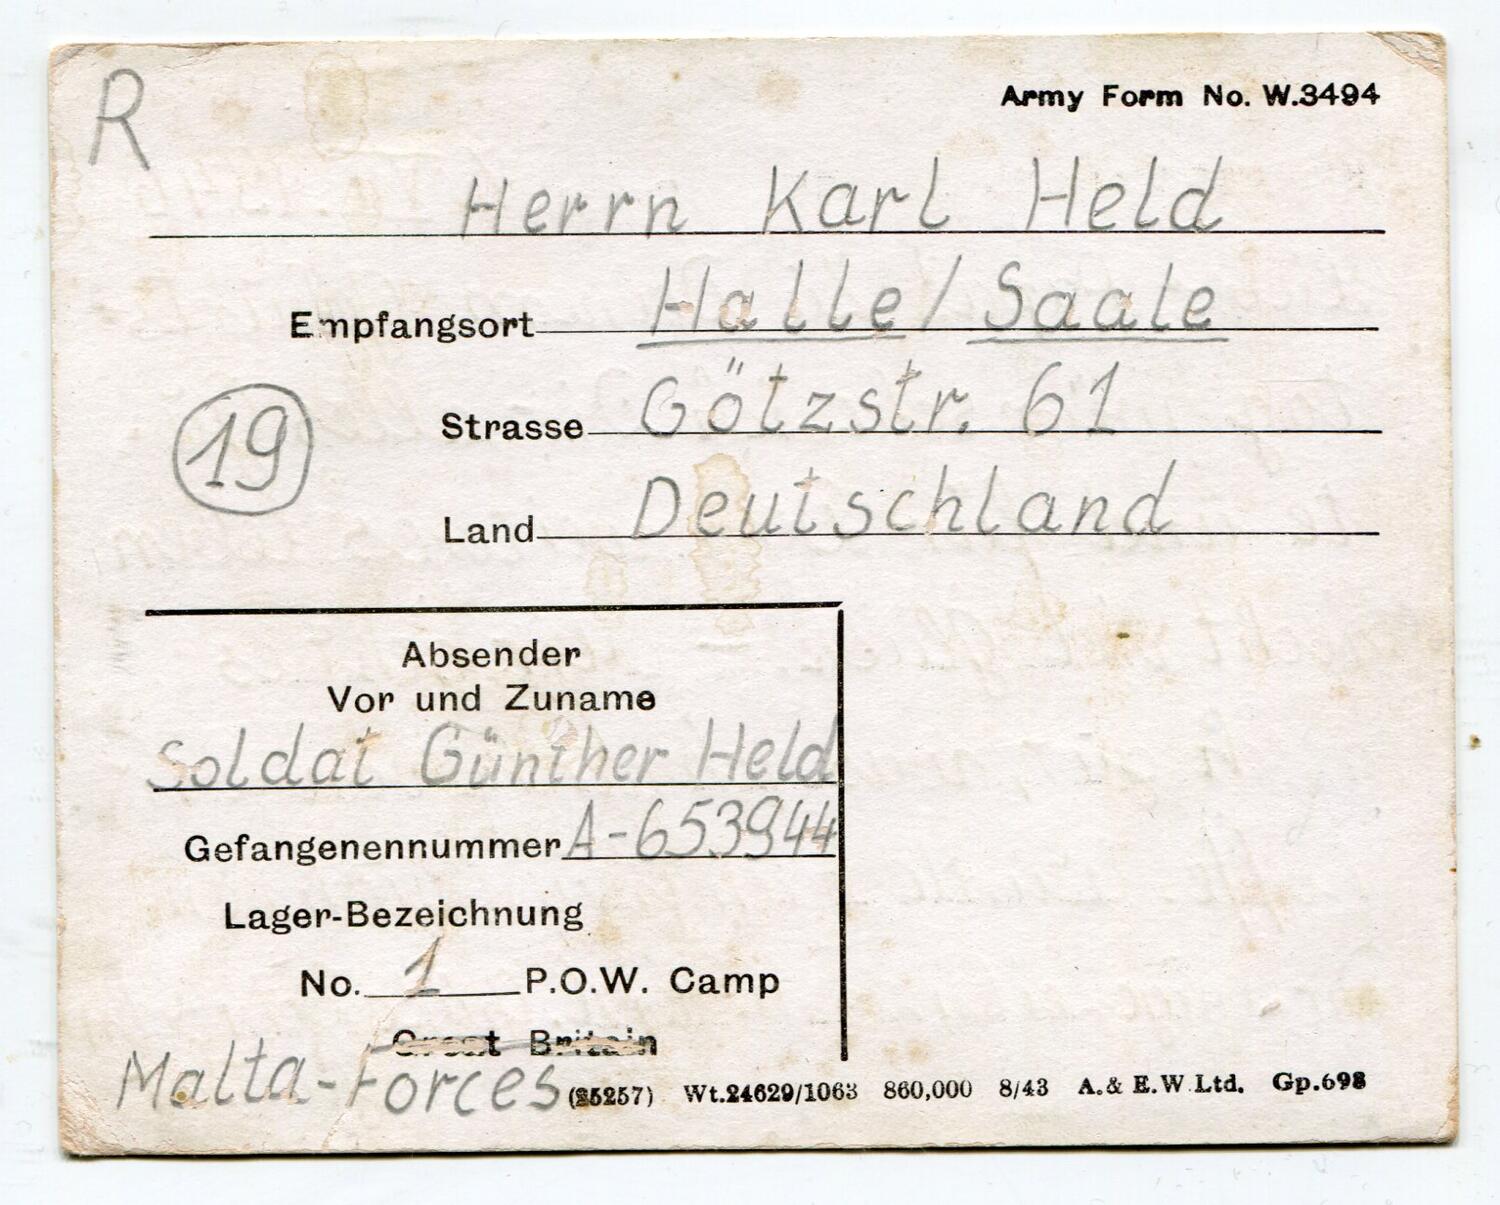 R
Army Form No. W.3494
Herrn Karl Held
Empfangsort Halle/Saale
19
Strasse Götzstr. 61
Land Deutschland
Absender
Vor und Zuname
Soldat Günther Held
Gefangenennummer A-653944
Lager-Bezeichnung
No. 1 P.O.W. Camp
Great Britain
Malta-Forces
(25257) Wt.24629/1063 860,000 8/43 A.& E.W.Ltd. Gp.698